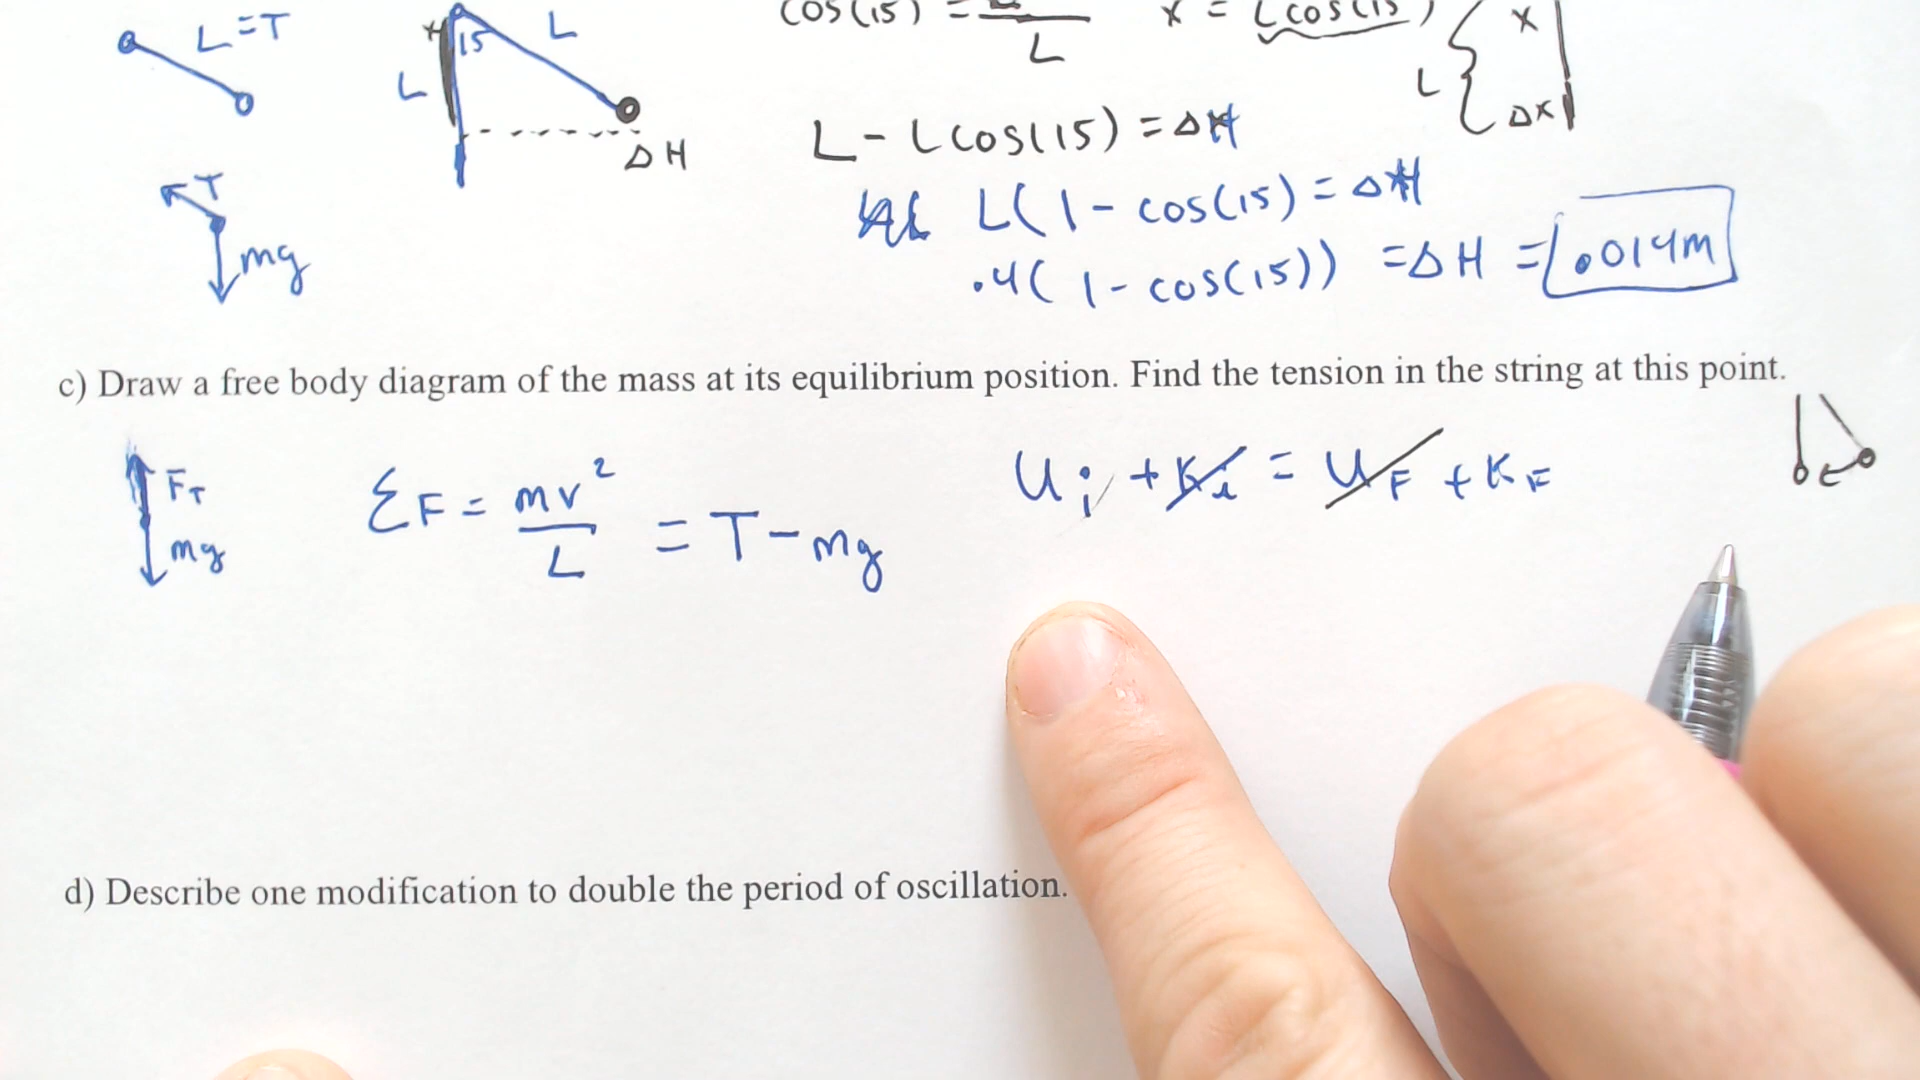 L=T
15 L
L
ΔH
cos(15) = — L
x = Lcos(15)
L { x Δx
L - Lcos(15) = ΔH
L(1 - cos(15) = ΔH
.4(1 - cos(15)) = ΔH = .014m
T
mg
c) Draw a free body diagram of the mass at its equilibrium position. Find the tension in the string at this point.
FT
mg
ΣF = mv²/L = T - mg
Ui + Ki = UF + KF
d) Describe one modification to double the period of oscillation.